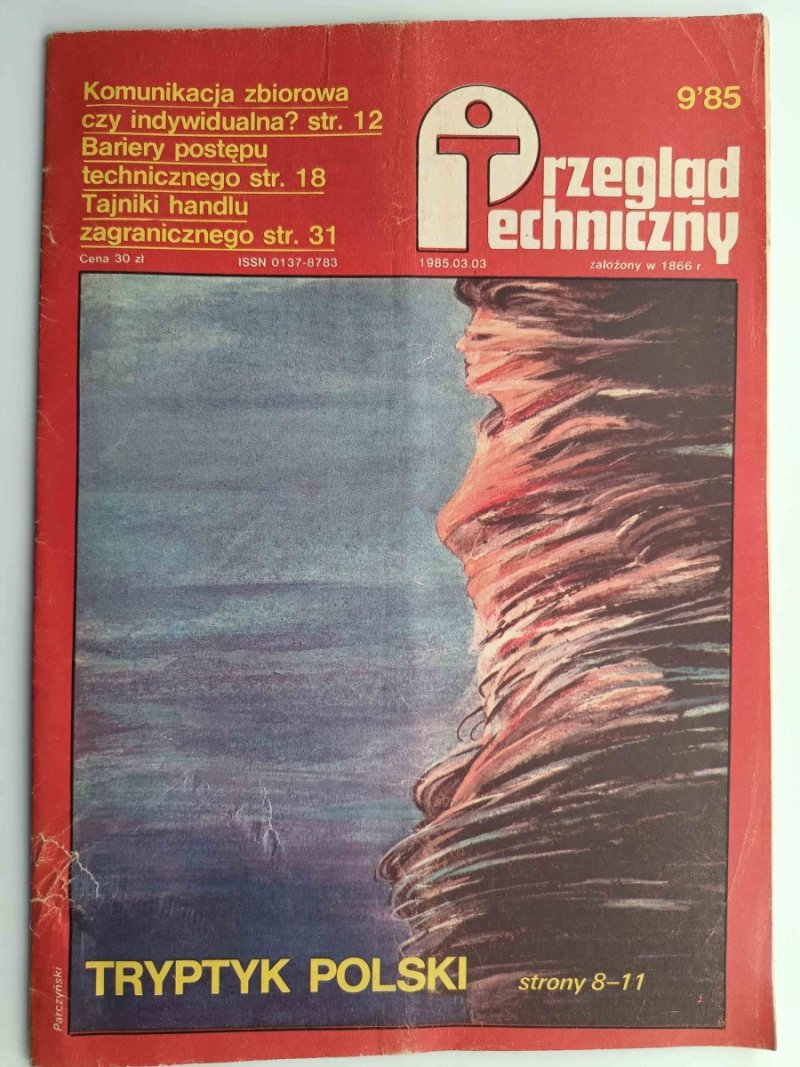 Komunikacja zbiorowa
czy indywidualna? str. 12
Bariery postępu
technicznego str. 18
Tajniki handlu
zagranicznego str. 31
9'85
Przegląd
Techniczny
Cena 30 zł
ISSN 0137-8783
1985.03.03
założony w 1866 r.
Parczyński
TRYPTYK POLSKI
strony 8–11